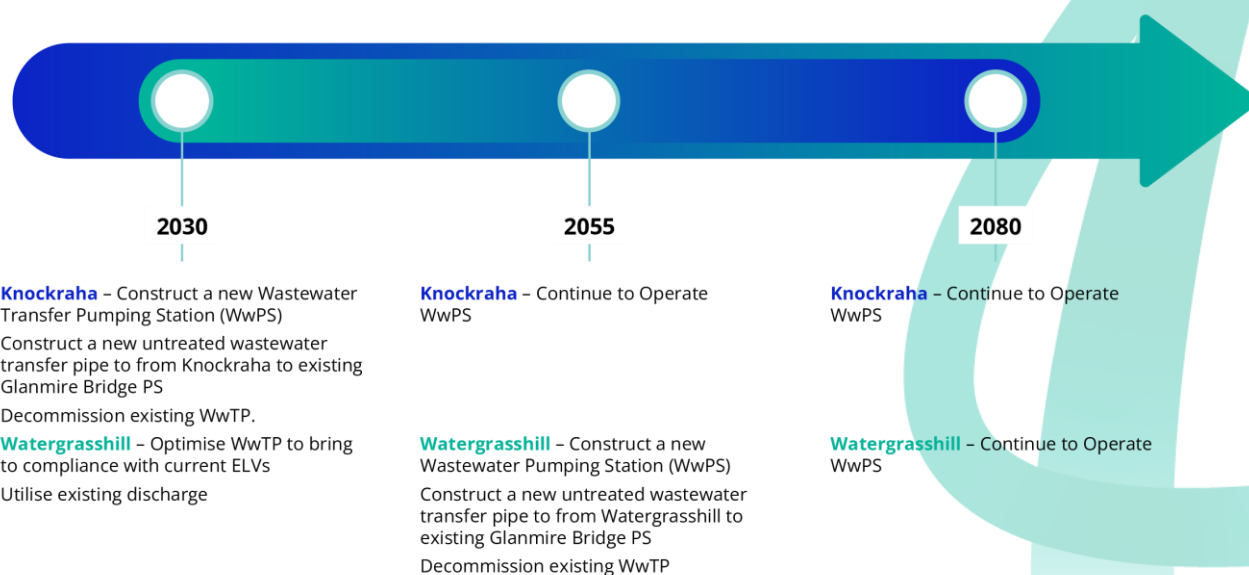 2030
2055
2080
Knockraha – Construct a new Wastewater
Transfer Pumping Station (WwPS)
Construct a new untreated wastewater
transfer pipe to from Knockraha to existing
Glanmire Bridge PS
Decommission existing WwTP.
Watergrasshill – Optimise WwTP to bring
to compliance with current ELVs
Utilise existing discharge
Knockraha – Continue to Operate
WwPS
Watergrasshill – Construct a new
Wastewater Pumping Station (WwPS)
Construct a new untreated wastewater
transfer pipe to from Watergrasshill to
existing Glanmire Bridge PS
Decommission existing WwTP
Knockraha – Continue to Operate
WwPS
Watergrasshill – Continue to Operate
WwPS